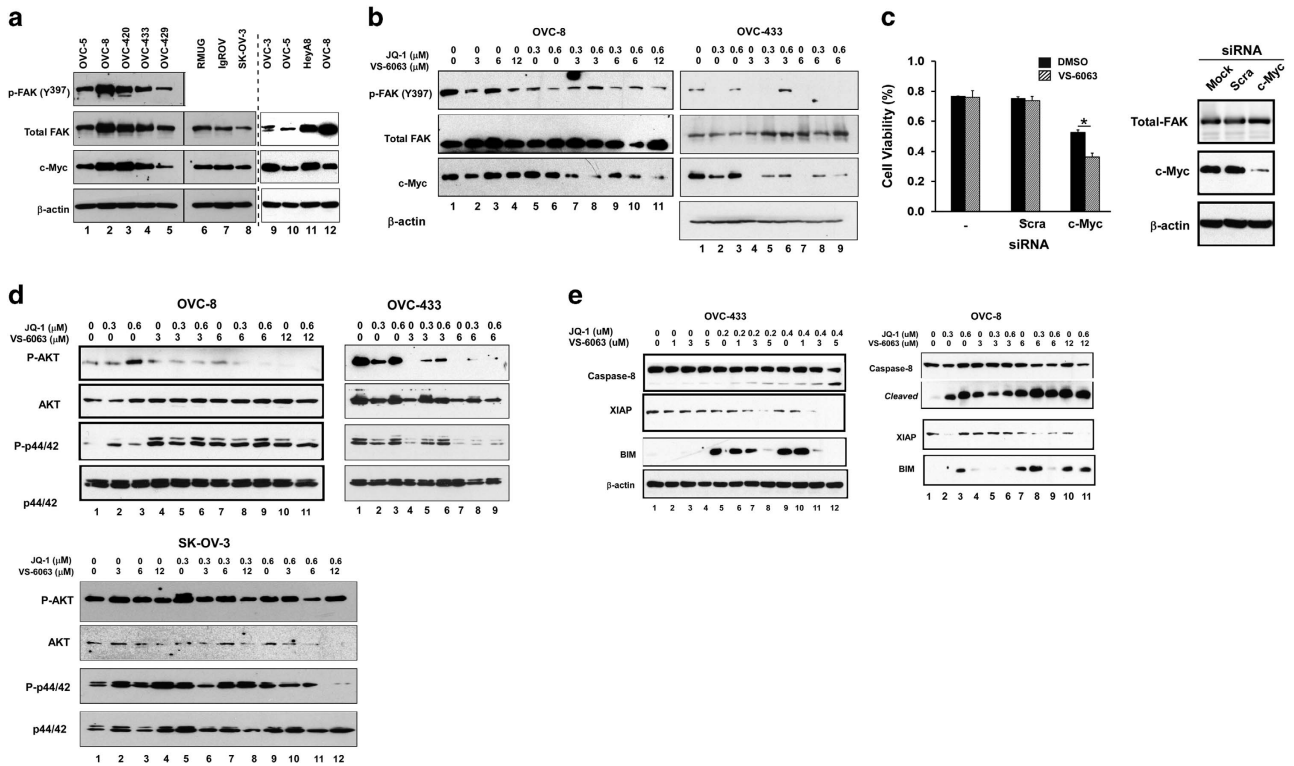 a
OVC-5 OVC-8 OVC-420 OVC-433 OVC-429 RMUG IgROV SK-OV-3 OVC-3 OVC-5 HeyA8 OVC-8
p-FAK (Y397)
Total FAK
c-Myc
β-actin
1 2 3 4 5 6 7 8 9 10 11 12
b
OVC-8 OVC-433
JQ-1 (μM) 0 0 0 0 0.3 0.6 0.3 0.3 0.6 0.6 0.6 0 0.3 0.6 0 0.3 0.6 0 0.3 0.6
VS-6063 (μM) 0 3 6 12 0 0 3 6 3 6 12 0 0 0 3 3 3 6 6 6
p-FAK (Y397)
Total FAK
c-Myc
1 2 3 4 5 6 7 8 9 10 11
β-actin
1 2 3 4 5 6 7 8 9
c
DMSO
VS-6063
Cell Viability (%)
1.0
0.8
0.6
0.4
0.2
0.0
*
- Scra c-Myc
siRNA
siRNA
Mock Scra c-Myc
Total-FAK
c-Myc
β-actin
d
OVC-8
JQ-1 (μM) 0 0.3 0.6 0 0.3 0.6 0 0.3 0.6 0 0.6
VS-6063 (μM) 0 0 0 3 3 3 6 6 6 12 12
OVC-433
0 0.3 0.3 0 0.3 0.6 0 0.3 0.6
0 0 0 3 3 3 6 6 6
P-AKT
AKT
P-p44/42
p44/42
1 2 3 4 5 6 7 8 9 10 11
1 2 3 4 5 6 7 8 9
SK-OV-3
JQ-1 (μM) 0 0 0 0 0.3 0.3 0.3 0.3 0.6 0.6 0.6 0.6
VS-6063 (μM) 0 3 6 12 0 3 6 12 0 3 6 12
P-AKT
AKT
P-p44/42
p44/42
1 2 3 4 5 6 7 8 9 10 11 12
e
OVC-433
JQ-1 (uM) 0 0 0 0 0.2 0.2 0.2 0.2 0.4 0.4 0.4 0.4
VS-6063 (uM) 0 1 3 5 0 1 3 5 0 1 3 5
Caspase-8
XIAP
BIM
β-actin
1 2 3 4 5 6 7 8 9 10 11 12
OVC-8
JQ-1 (uM) 0 0.3 0.6 0 0.3 0.6 0 0.3 0.6 0 0.6
VS-6063 (uM) 0 0 0 3 3 3 6 6 6 12 12
Caspase-8
Cleaved
XIAP
BIM
1 2 3 4 5 6 7 8 9 10 11